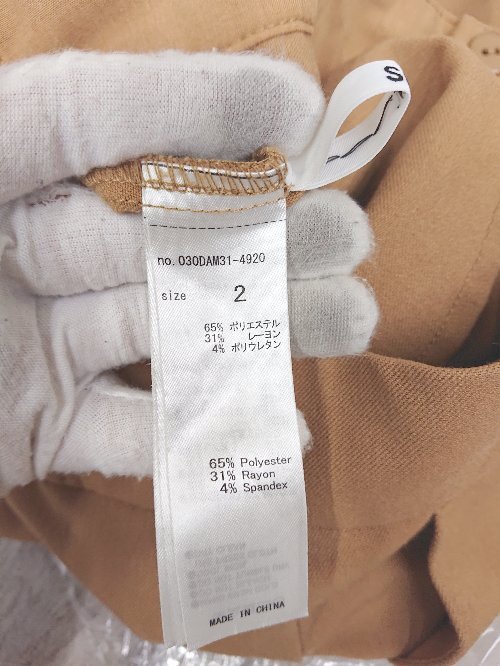 S
no. 030DAM31-4920
size 2
65% ポリエステル
31% レーヨン
4% ポリウレタン
65% Polyester
31% Rayon
4% Spandex
MADE IN CHINA